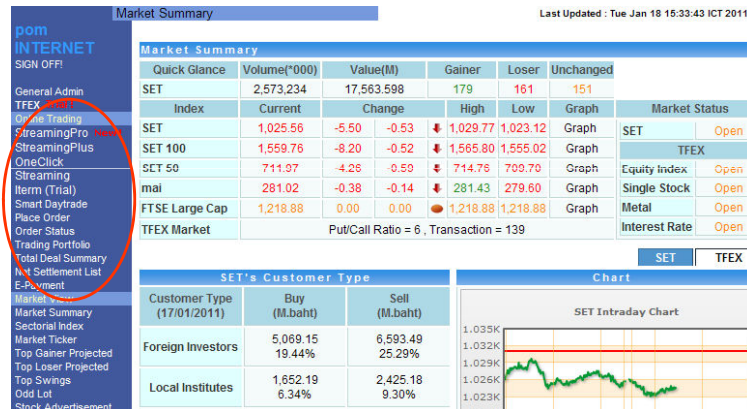 Market Summary
Last Updated : Tue Jan 18 15:33:43 ICT 2011
pom
INTERNET
SIGN OFF!
General Admin
TFEX
Online Trading
StreamingPro
StreamingPlus
OneClick
Streaming
Iterm (Trial)
Smart Daytrade
Place Order
Order Status
Trading Portfolio
Total Deal Summary
Net Settlement List
E-Payment
Market View
Market Summary
Sectorial Index
Market Ticker
Top Gainer Projected
Top Loser Projected
Top Swings
Odd Lot
Stock Advertisement
Market Summary
Quick Glance Volume(*000) Value(M) Gainer Loser Unchanged
SET 2,573,234 17,563.598 179 161 151
Index Current Change High Low Graph
SET 1,025.56 -5.50 -0.53 1,029.77 1,023.12 Graph
SET 100 1,559.76 -8.20 -0.52 1,565.80 1,555.02 Graph
SET 50 711.97 -4.26 -0.59 714.76 709.70 Graph
mai 281.02 -0.38 -0.14 281.43 279.60 Graph
FTSE Large Cap 1,218.88 0.00 0.00 1,218.88 1,218.88 Graph
TFEX Market Put/Call Ratio = 6 , Transaction = 139
Market Status
SET Open
TFEX
Equity Index Open
Single Stock Open
Metal Open
Interest Rate Open
SET TFEX
SET's Customer Type
Customer Type (17/01/2011) Buy (M.baht) Sell (M.baht)
Foreign Investors 5,069.15 19.44% 6,593.49 25.29%
Local Institutes 1,652.19 6.34% 2,425.18 9.30%
Chart
SET Intraday Chart
1.035K
1.032K
1.029K
1.026K
1.023K